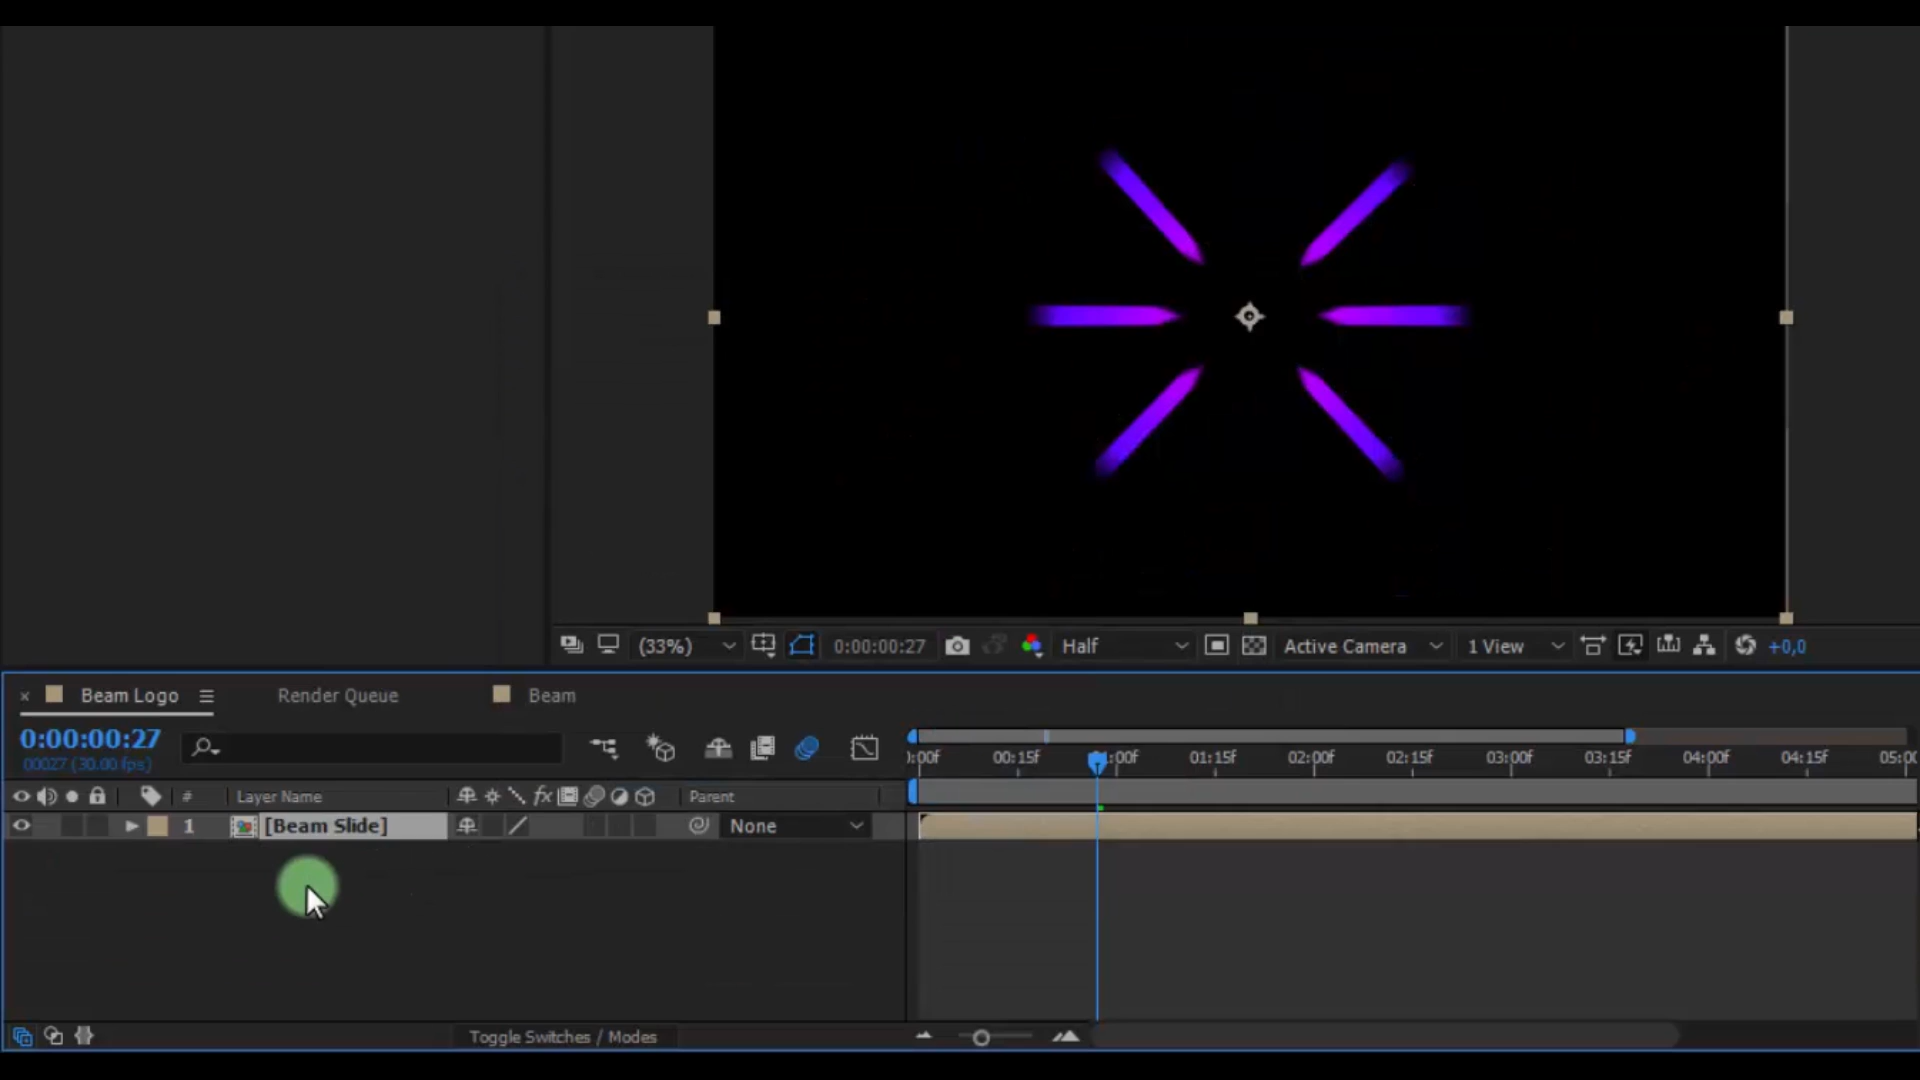 (33%) 0:00:00:27 Half Active Camera 1 View +0,0
× Beam Logo Render Queue Beam
0:00:00:27
00027 (30.00 fps)
):00f 00:15f 1:00f 01:15f 02:00f 02:15f 03:00f 03:15f 04:00f 04:15f 05:00
# Layer Name fx Parent
1 [Beam Slide] None
Toggle Switches / Modes